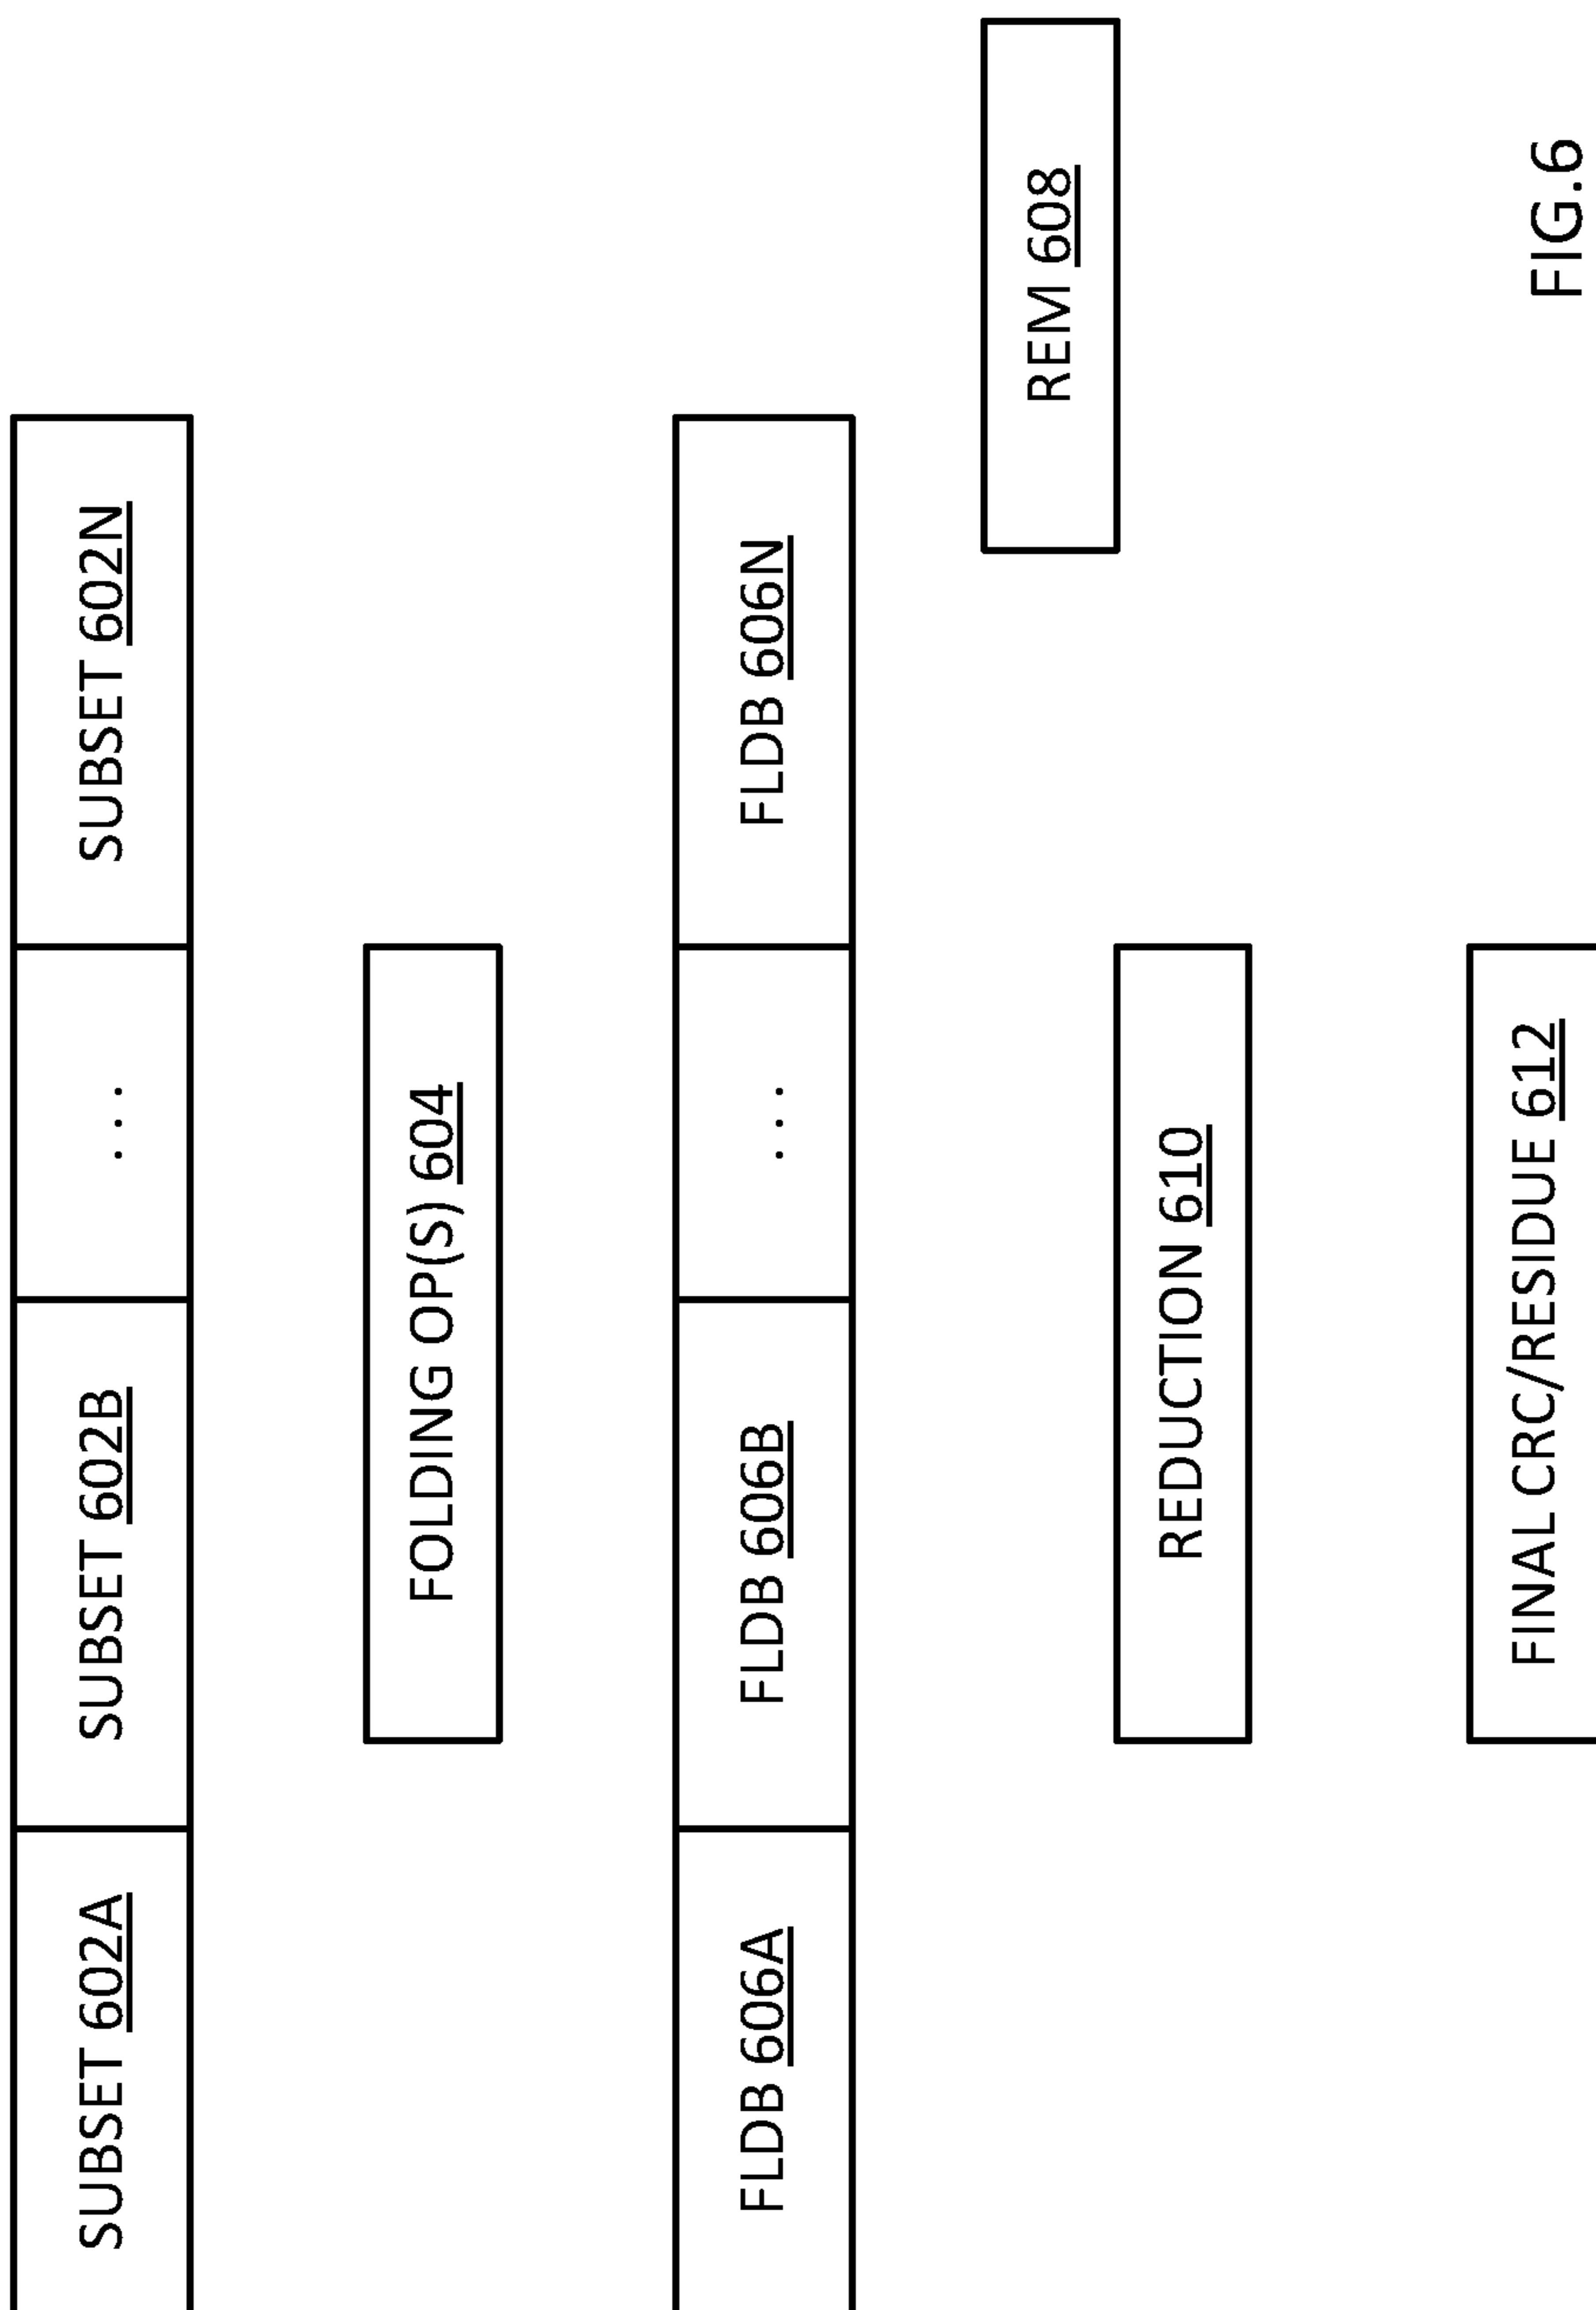 SUBSET 602A SUBSET 602B . . . SUBSET 602N
FOLDING OP(S) 604
FLDB 606A FLDB 606B . . . FLDB 606N
REM 608
REDUCTION 610
FINAL CRC/RESIDUE 612
FIG.6